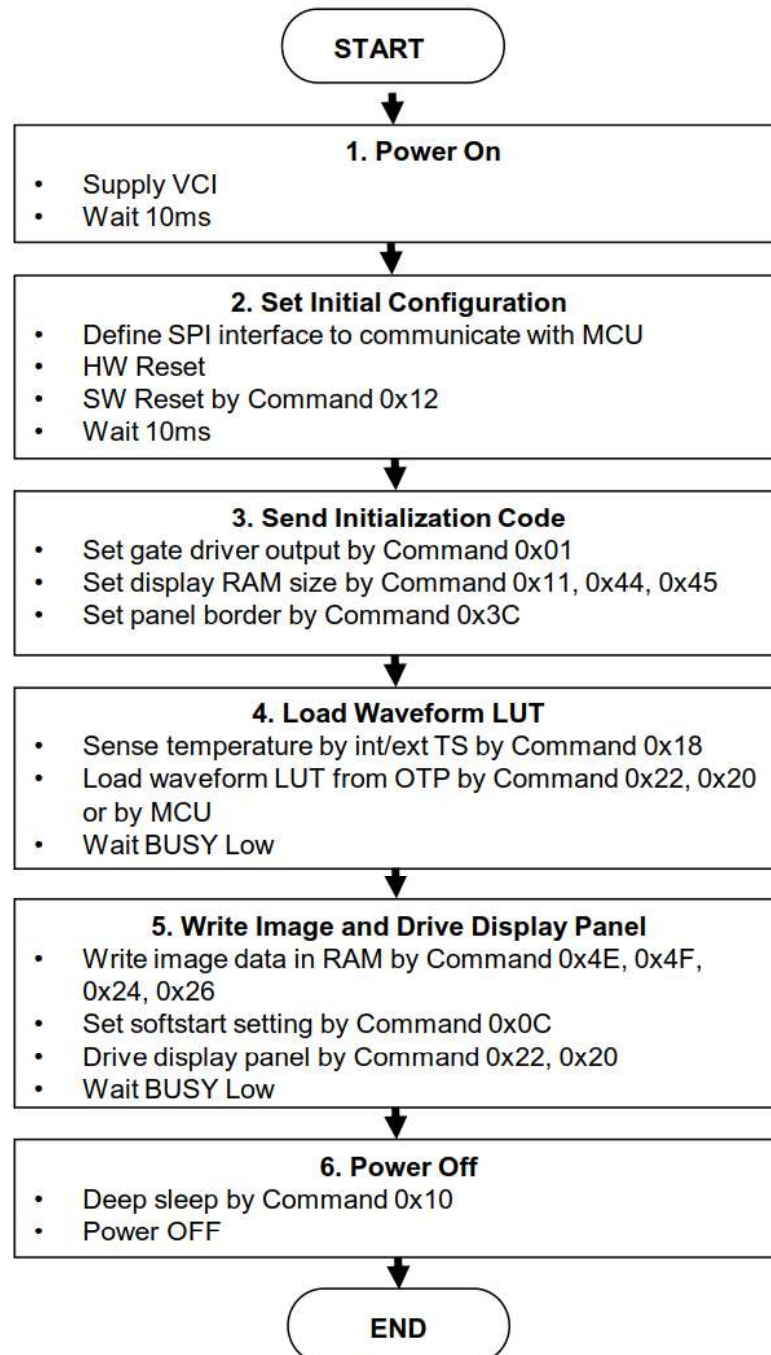 START
1. Power On
• Supply VCI
• Wait 10ms
2. Set Initial Configuration
• Define SPI interface to communicate with MCU
• HW Reset
• SW Reset by Command 0x12
• Wait 10ms
3. Send Initialization Code
• Set gate driver output by Command 0x01
• Set display RAM size by Command 0x11, 0x44, 0x45
• Set panel border by Command 0x3C
4. Load Waveform LUT
• Sense temperature by int/ext TS by Command 0x18
• Load waveform LUT from OTP by Command 0x22, 0x20
or by MCU
• Wait BUSY Low
5. Write Image and Drive Display Panel
• Write image data in RAM by Command 0x4E, 0x4F,
0x24, 0x26
• Set softstart setting by Command 0x0C
• Drive display panel by Command 0x22, 0x20
• Wait BUSY Low
6. Power Off
• Deep sleep by Command 0x10
• Power OFF
END